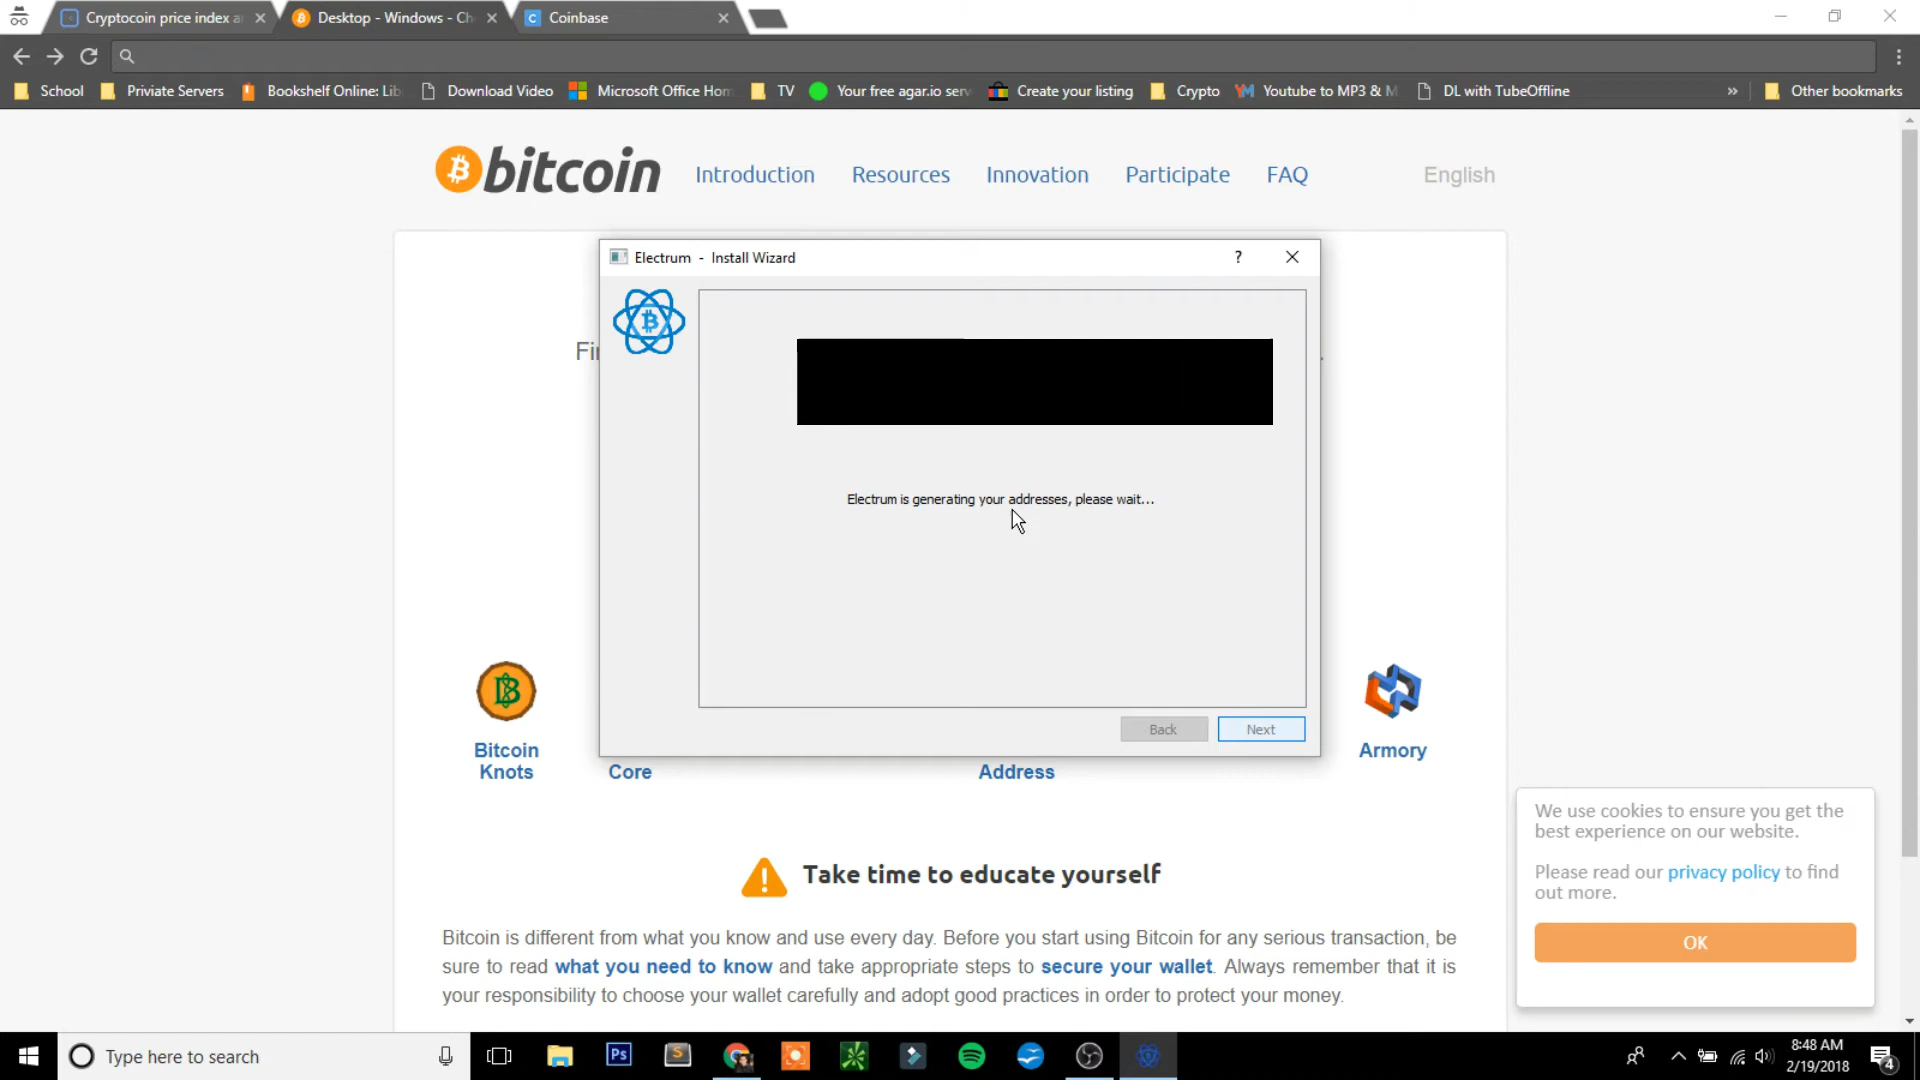 Cryptocoin price index a
Desktop - Windows - Ch
Coinbase
School
Priviate Servers
Bookshelf Online: Lib
Download Video
Microsoft Office Hom
TV
Your free agar.io serv
Create your listing
Crypto
Youtube to MP3 & M
DL with TubeOffline
»
Other bookmarks
bitcoin
Introduction
Resources
Innovation
Participate
FAQ
English
Electrum - Install Wizard
?
Fi
Electrum is generating your addresses, please wait...
Back
Next
Bitcoin
Knots
Core
Address
Armory
We use cookies to ensure you get the
best experience on our website.
Please read our privacy policy to find
out more.
OK
Take time to educate yourself
Bitcoin is different from what you know and use every day. Before you start using Bitcoin for any serious transaction, be
sure to read what you need to know and take appropriate steps to secure your wallet. Always remember that it is
your responsibility to choose your wallet carefully and adopt good practices in order to protect your money.
Type here to search
Ps
S
8:48 AM
2/19/2018
4